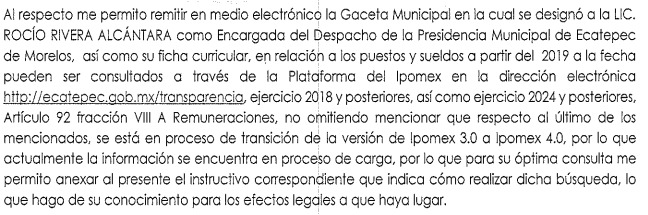 Al respecto me permito remitir en medio electrónico la Gaceta Municipal en la cual se designó a la LIC.
ROCÍO RIVERA ALCÁNTARA como Encargada del Despacho de la Presidencia Municipal de Ecatepec
de Morelos, así como su ficha curricular, en relación a los puestos y sueldos a partir del 2019 a la fecha
pueden ser consultados a través de la Plataforma del Ipomex en la dirección electrónica
http://ecatepec.gob.mx/transparencia, ejercicio 2018 y posteriores, así como ejercicio 2024 y posteriores,
Artículo 92 fracción VIII A Remuneraciones, no omitiendo mencionar que respecto al último de los
mencionados, se está en proceso de transición de la versión de Ipomex 3.0 a Ipomex 4.0, por lo que
actualmente la información se encuentra en proceso de carga, por lo que para su óptima consulta me
permito anexar al presente el instructivo correspondiente que indica cómo realizar dicha búsqueda, lo
que hago de su conocimiento para los efectos legales a que haya lugar.